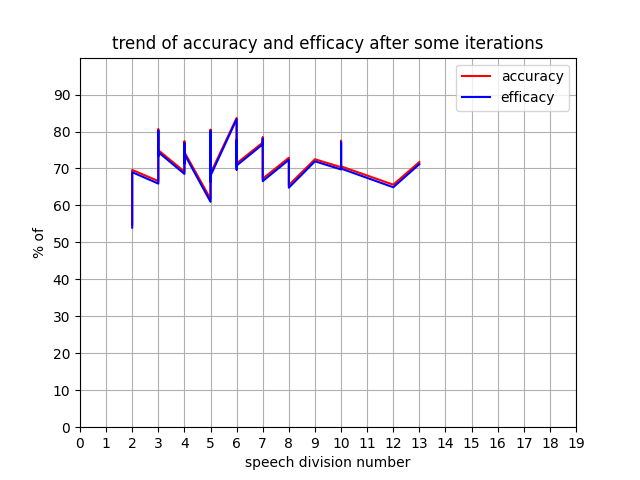 trend of accuracy and efficacy after some iterations
accuracy
efficacy
90
80
70
60
50
40
30
20
10
0
% of
0 1 2 3 4 5 6 7 8 9 10 11 12 13 14 15 16 17 18 19
speech division number